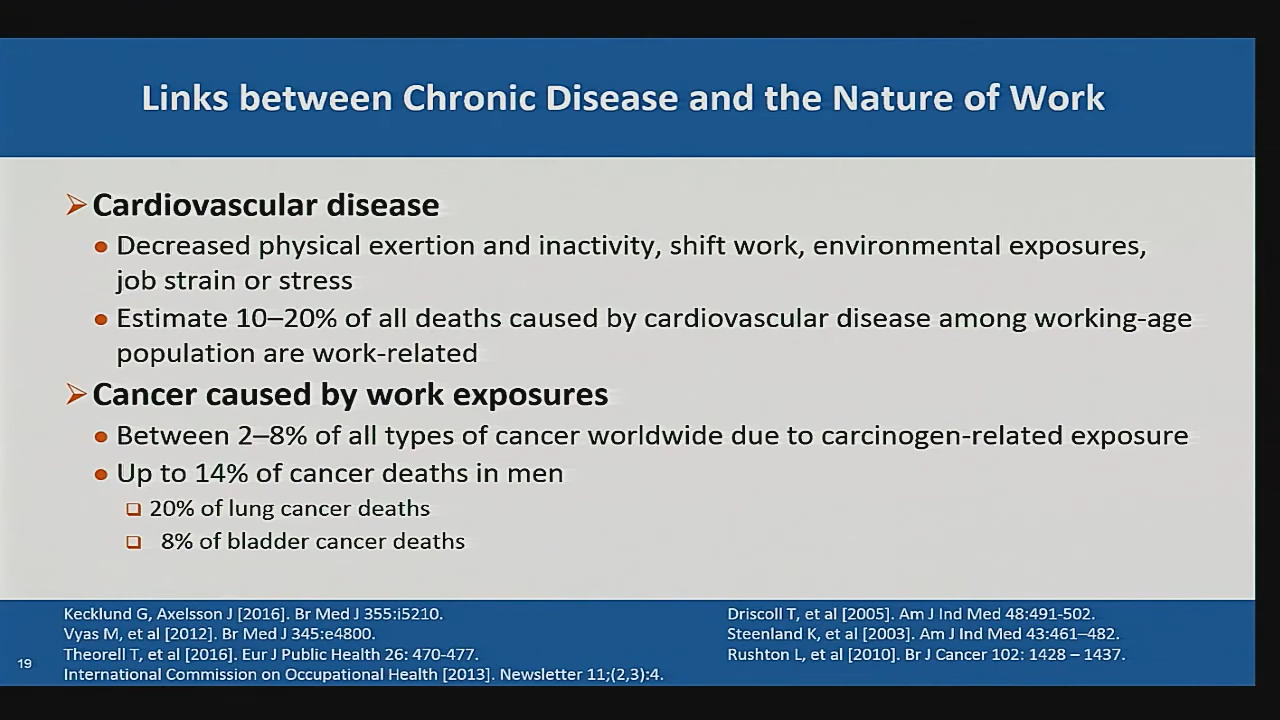 Links between Chronic Disease and the Nature of Work
Cardiovascular disease
Decreased physical exertion and inactivity, shift work, environmental exposures,
job strain or stress
Estimate 10–20% of all deaths caused by cardiovascular disease among working-age
population are work-related
Cancer caused by work exposures
Between 2–8% of all types of cancer worldwide due to carcinogen-related exposure
Up to 14% of cancer deaths in men
20% of lung cancer deaths
8% of bladder cancer deaths
Kecklund G, Axelsson J [2016]. Br Med J 355:i5210.
Vyas M, et al [2012]. Br Med J 345:e4800.
Theorell T, et al [2016]. Eur J Public Health 26: 470-477.
International Commission on Occupational Health [2013]. Newsletter 11;(2,3):4.
Driscoll T, et al [2005]. Am J Ind Med 48:491-502.
Steenland K, et al [2003]. Am J Ind Med 43:461–482.
Rushton L, et al [2010]. Br J Cancer 102: 1428 – 1437.
19